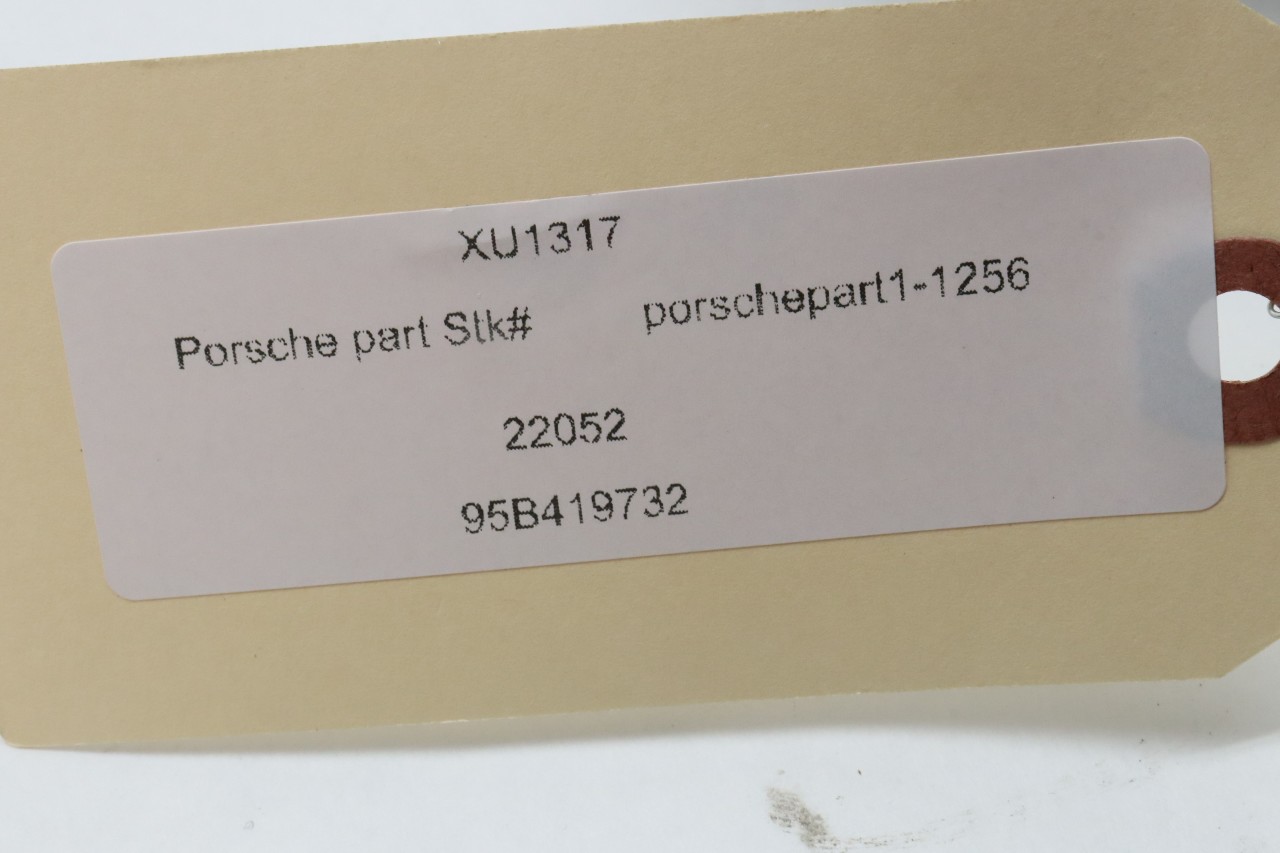 XU1317
Porsche part Stk# porschepart1-1256
22052
95B419732